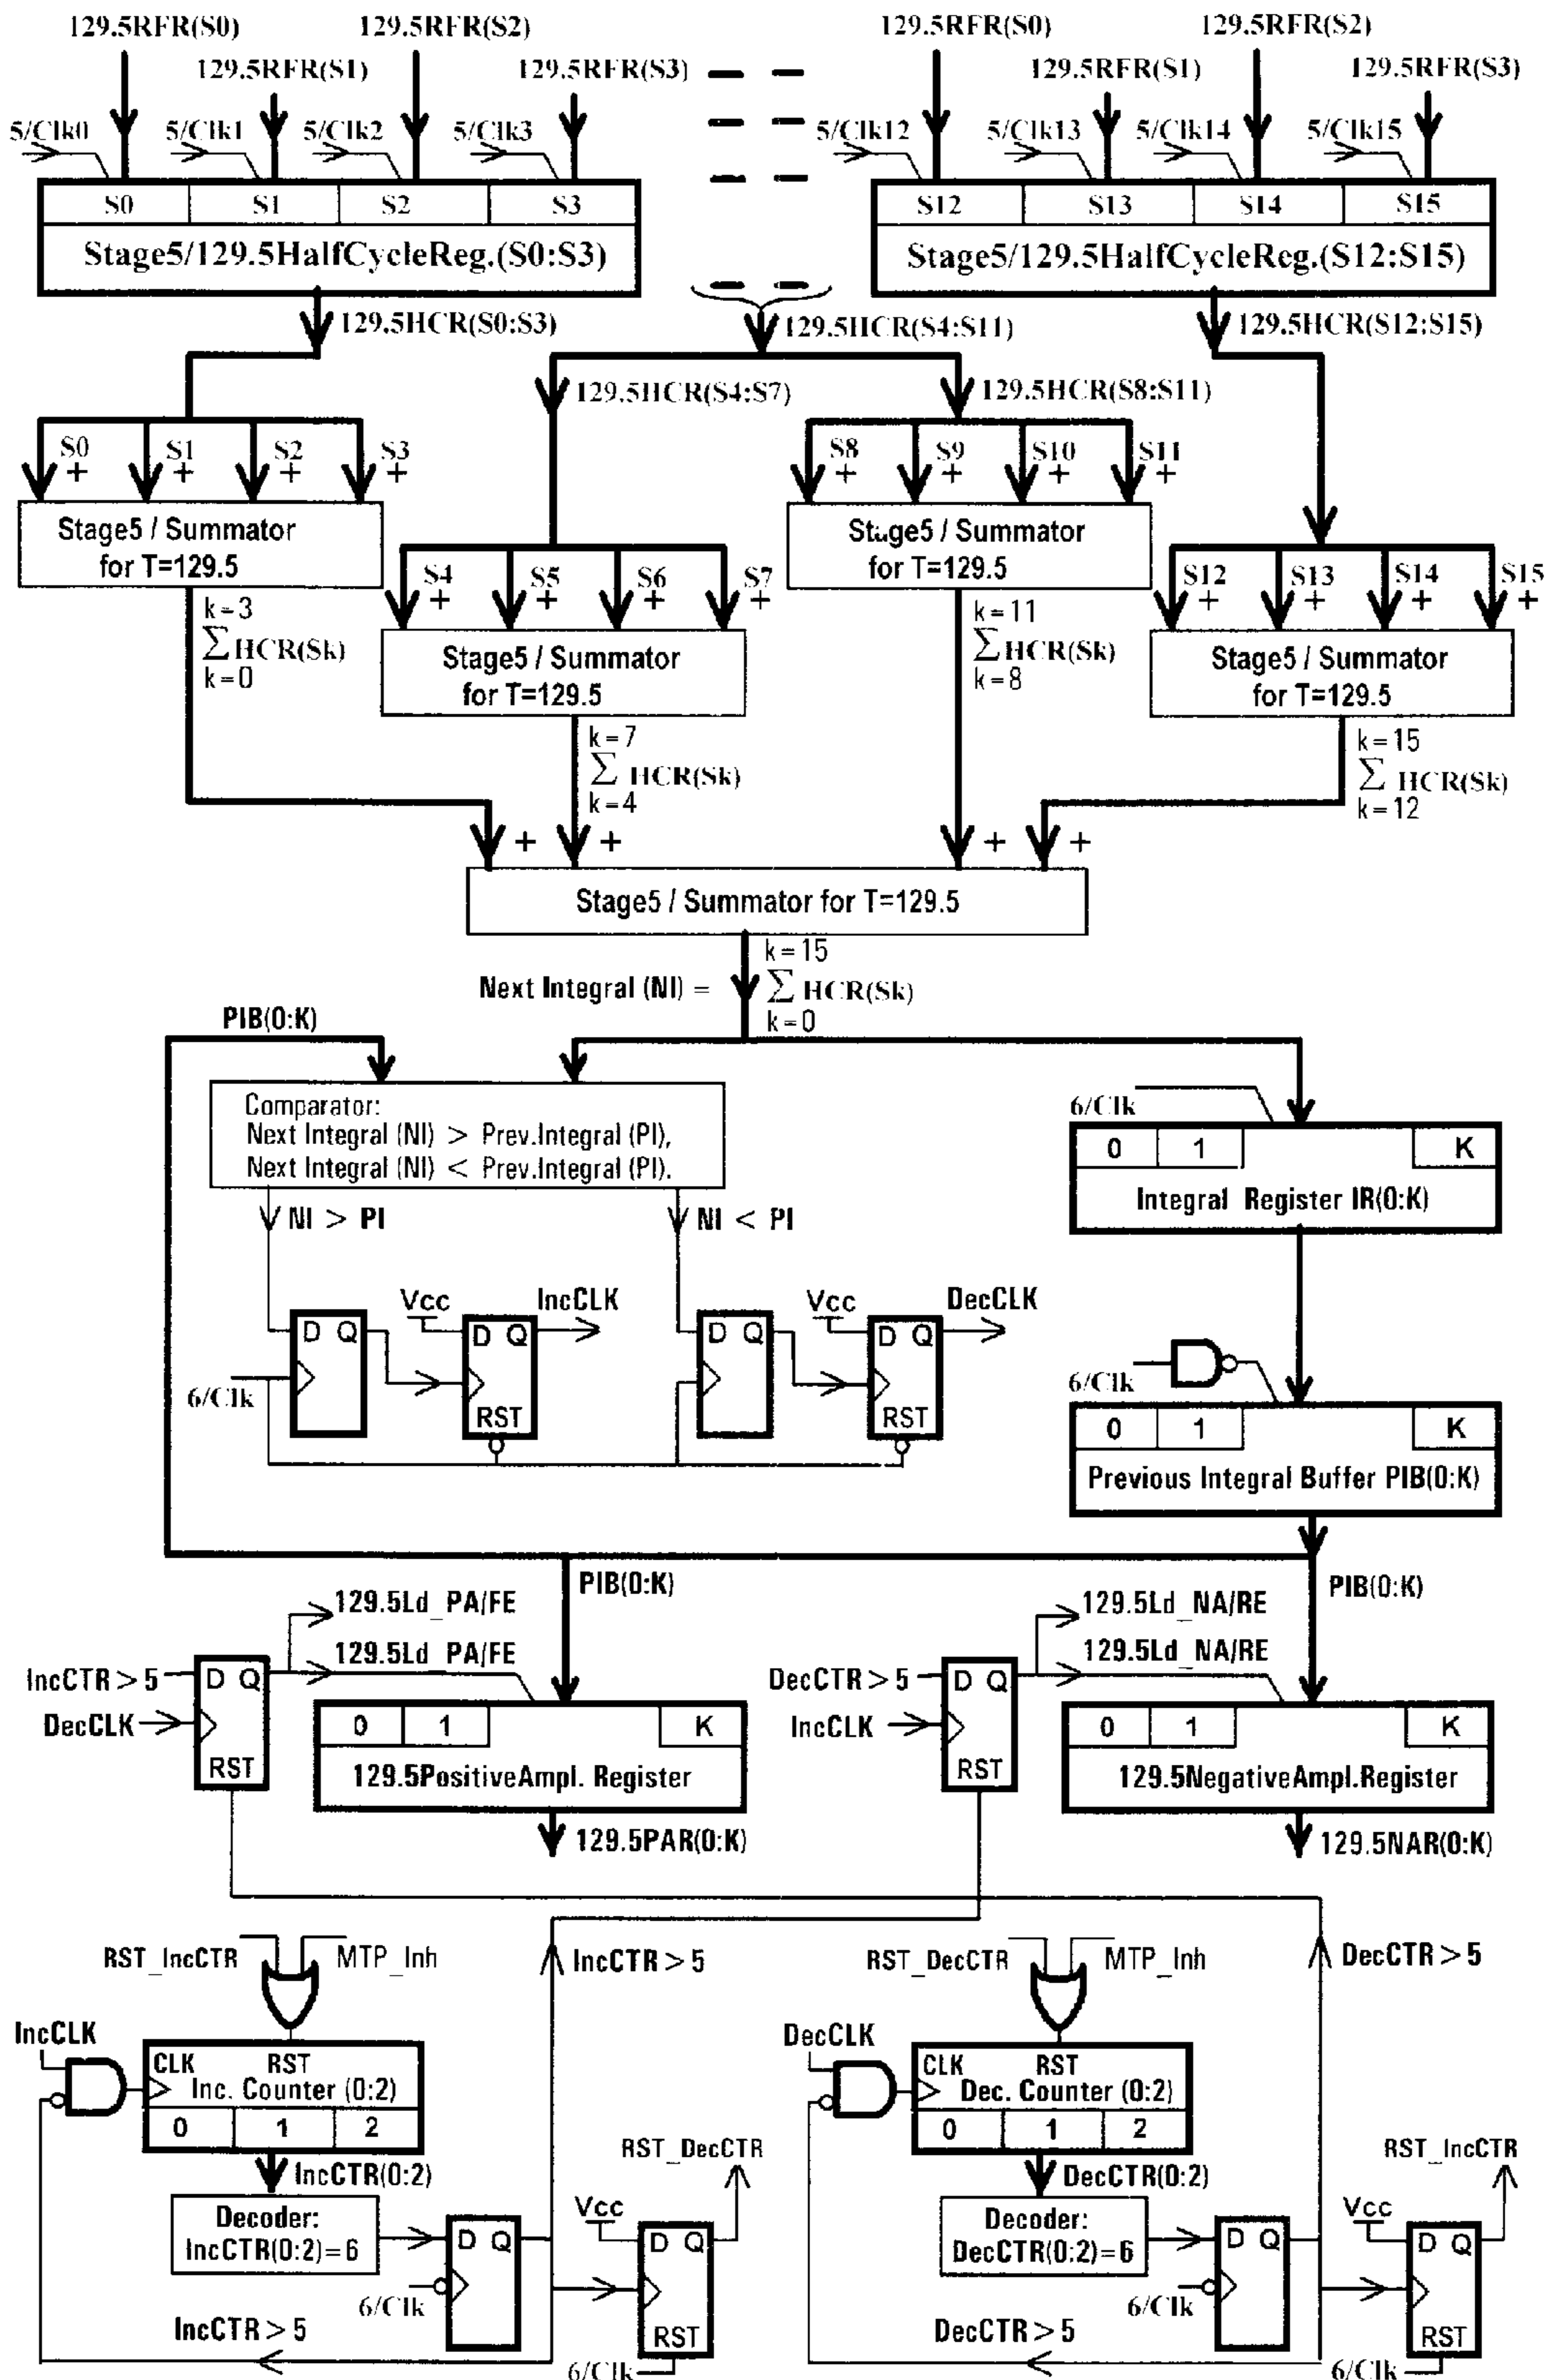 129.5RFR(S0)
129.5RFR(S2)
129.5RFR(S0)
129.5RFR(S2)
129.5RFR(S1)
129.5RFR(S3)
129.5RFR(S1)
129.5RFR(S3)
5/Clk0
5/Clk1
5/Clk2
5/Clk3
5/Clk12
5/Clk13
5/Clk14
5/Clk15
S0 S1 S2 S3
Stage5/129.5HalfCycleReg.(S0:S3)
S12 S13 S14 S15
Stage5/129.5HalfCycleReg.(S12:S15)
129.5HCR(S0:S3)
129.5HCR(S4:S11)
129.5HCR(S12:S15)
129.5HCR(S4:S7)
129.5HCR(S8:S11)
S0 S1 S2 S3
+ + + +
Stage5 / Summator
for T=129.5
S8 S9 S10 S11
+ + + +
Stage5 / Summator
for T=129.5
S4 S5 S6 S7
+ + + +
Stage5 / Summator
for T=129.5
S12 S13 S14 S15
+ + + +
Stage5 / Summator
for T=129.5
k=3
∑ HCR(Sk)
k=0
k=11
∑ HCR(Sk)
k=8
k=7
∑ HCR(Sk)
k=4
k=15
∑ HCR(Sk)
k=12
+ + + +
Stage5 / Summator for T=129.5
k=15
Next Integral (NI) = ∑ HCR(Sk)
k=0
PIB(0:K)
Comparator:
Next Integral (NI) > Prev.Integral (PI),
Next Integral (NI) < Prev.Integral (PI).
6/Clk
0 1 K
Integral Register IR(0:K)
NI > PI
NI < PI
Vcc
IncCLK
Vcc
DecCLK
D Q
D Q
D Q
D Q
6/Clk
RST
RST
6/Clk
0 1 K
Previous Integral Buffer PIB(0:K)
PIB(0:K)
PIB(0:K)
129.5Ld_PA/FE
129.5Ld_NA/RE
129.5Ld_PA/FE
129.5Ld_NA/RE
IncCTR > 5
D Q
DecCLK
RST
0 1 K
129.5PositiveAmpl. Register
DecCTR > 5
D Q
IncCLK
RST
0 1 K
129.5NegativeAmpl.Register
129.5PAR(0:K)
129.5NAR(0:K)
RST_IncCTR
MTP_Inh
IncCTR > 5
RST_DecCTR
MTP_Inh
DecCTR > 5
IncCLK
CLK RST
Inc. Counter (0:2)
0 1 2
DecCLK
CLK RST
Dec. Counter (0:2)
0 1 2
RST_DecCTR
RST_IncCTR
IncCTR(0:2)
DecCTR(0:2)
Decoder:
IncCTR(0:2)=6
D Q
Vcc
D Q
Decoder:
DecCTR(0:2)=6
D Q
Vcc
D Q
6/Clk
6/Clk
IncCTR > 5
RST
DecCTR > 5
RST
6/Clk
6/Clk